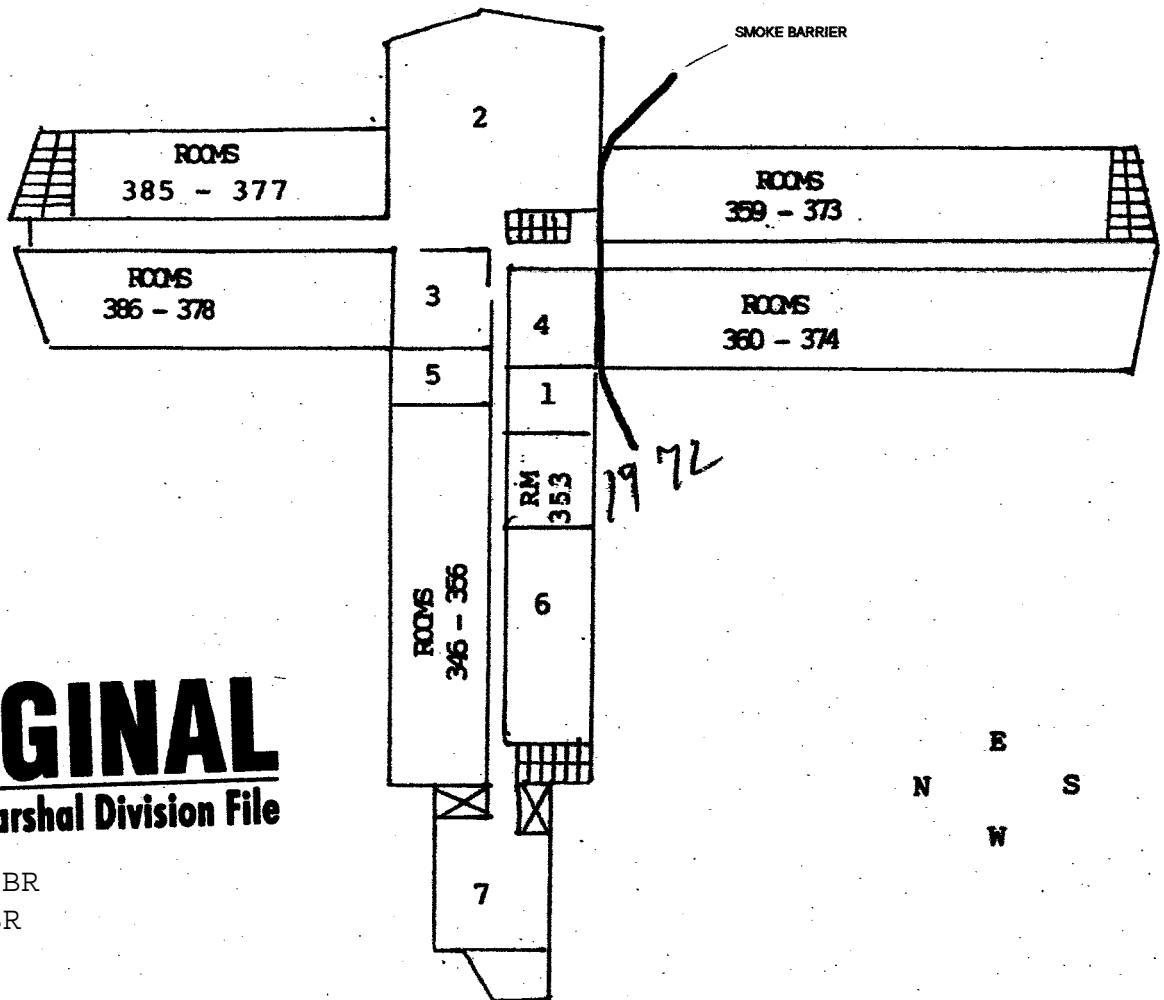 SMOKE BARRIER
2
ROOMS
385 - 377
ROOMS
359 - 373
ROOMS
386 - 378
3
4
ROOMS
360 - 374
5
1
RM
353
1972
ROOMS
346 - 356
6
GINAL
arshal Division File
E
N S
W
BR
R
7